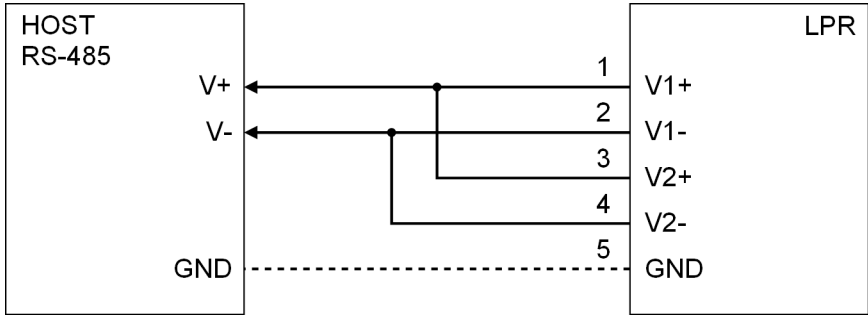 HOST
RS-485
LPR
V+
1
V1+
V-
2
V1-
3
V2+
4
V2-
GND
5
GND